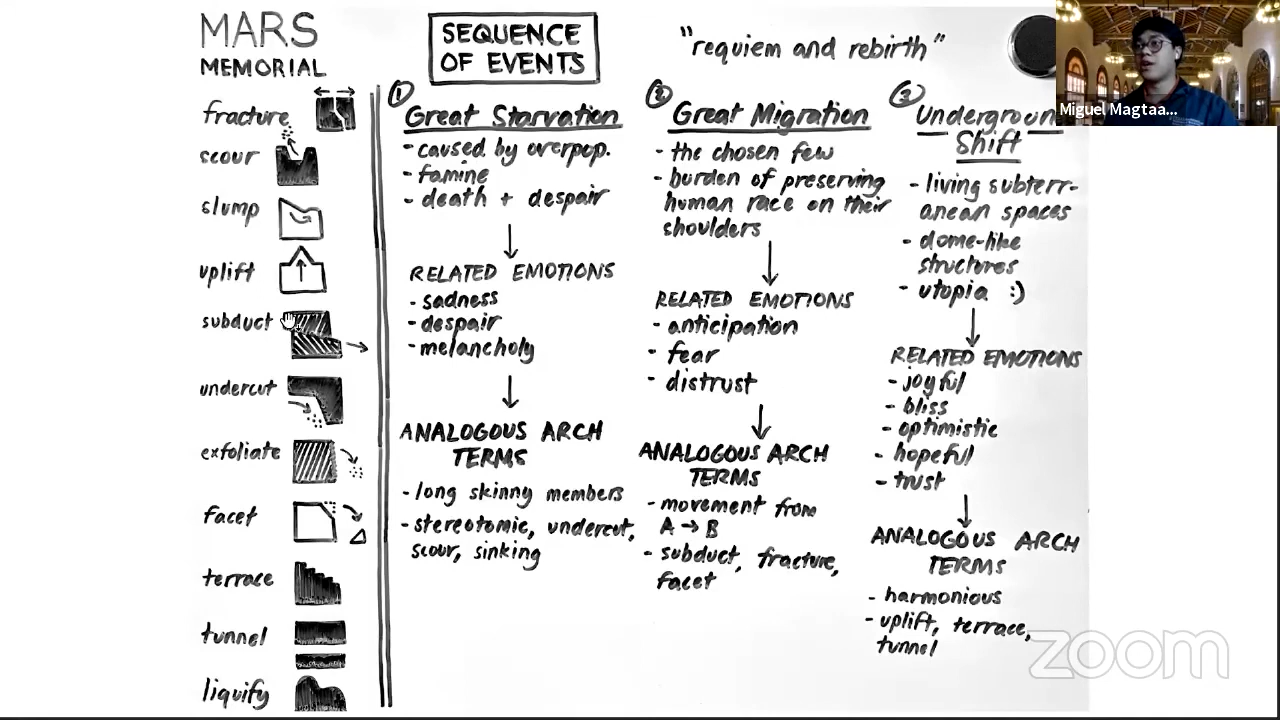 MARS
MEMORIAL
fracture
scour
slump
uplift
subduct
undercut
exfoliate
facet
terrace
tunnel
liquify
SEQUENCE
OF EVENTS
"requiem and rebirth"
1
Great Starvation
- caused by overpop.
- famine
- death + despair
RELATED EMOTIONS
- sadness
- despair
- melancholy
ANALOGOUS ARCH
TERMS
- long skinny members
- stereotomic, undercut,
scour, sinking
2
Great Migration
- the chosen few
- burden of preserving
human race on their
shoulders
RELATED EMOTIONS
- anticipation
- fear
- distrust
ANALOGOUS ARCH
TERMS
- movement from
A → B
- subduct, fracture,
facet
3
Undergroun
Shift
- living subterr-
anean spaces
- dome-like
structures
- utopia :)
RELATED EMOTIONS
- joyful
- bliss
- optimistic
- hopeful
- trust
ANALOGOUS ARCH
TERMS
- harmonious
- uplift, terrace,
tunnel
Miguel Magtaa...
zoom